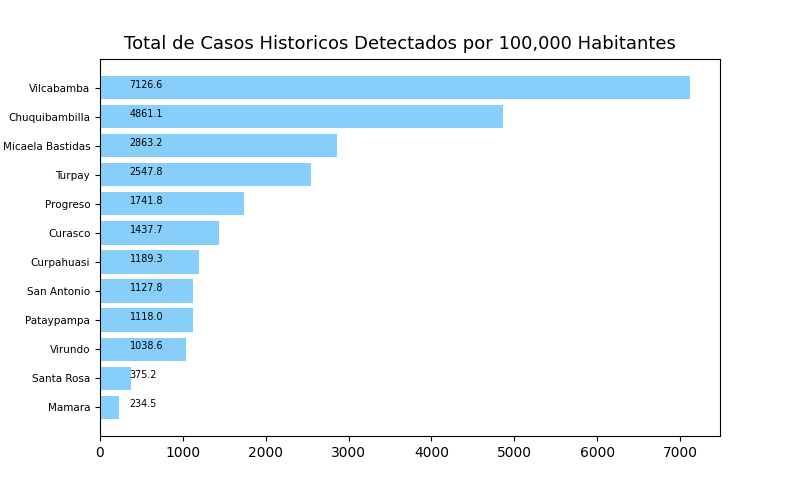 Total de Casos Historicos Detectados por 100,000 Habitantes
Vilcabamba 7126.6
Chuquibambilla 4861.1
Micaela Bastidas 2863.2
Turpay 2547.8
Progreso 1741.8
Curasco 1437.7
Curpahuasi 1189.3
San Antonio 1127.8
Pataypampa 1118.0
Virundo 1038.6
Santa Rosa 375.2
Mamara 234.5
0 1000 2000 3000 4000 5000 6000 7000